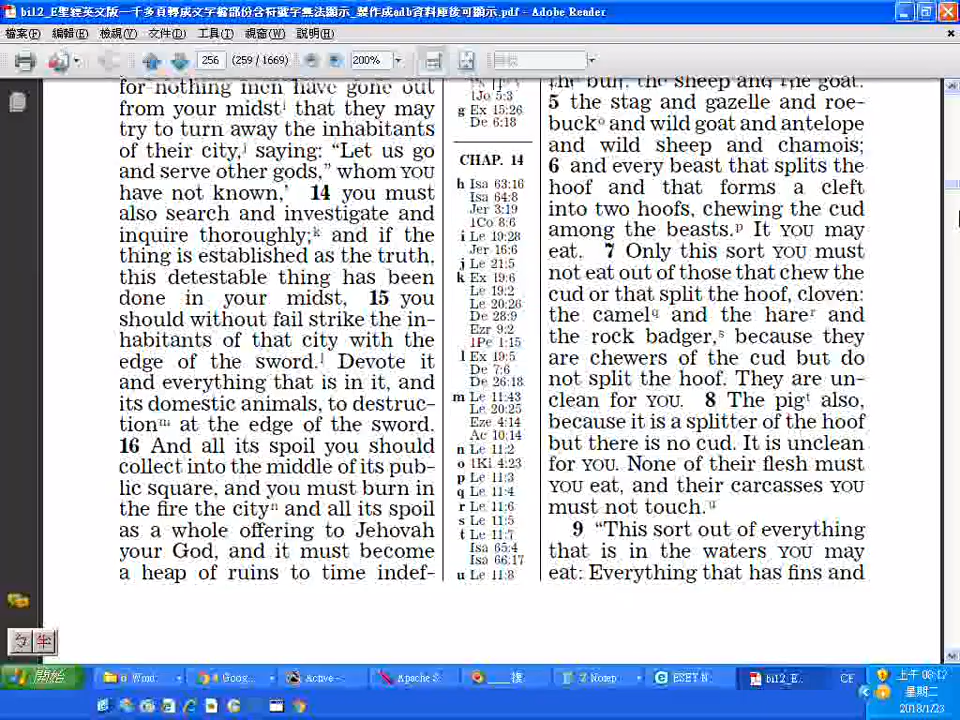 bi12_E聖經英文版一千多頁轉成文字檔部份含符號字無法顯示_製作成adb資料庫後可顯示.pdf - Adobe Reader
檔案(F) 編輯(E) 檢視(V) 文件(D) 工具(T) 視窗(W) 說明(H)
256 (259 / 1669) 200%
for-nothing men have gone out
from your midst that they may
try to turn away the inhabitants
of their city, saying: “Let us go
and serve other gods,” whom YOU
have not known,’ 14 you must
also search and investigate and
inquire thoroughly;k and if the
thing is established as the truth,
this detestable thing has been
done in your midst, 15 you
should without fail strike the in-
habitants of that city with the
edge of the sword. Devote it
and everything that is in it, and
its domestic animals, to destruc-
tionm at the edge of the sword.
16 And all its spoil you should
collect into the middle of its pub-
lic square, and you must burn in
the fire the cityn and all its spoil
as a whole offering to Jehovah
your God, and it must become
a heap of ruins to time indef-
1Jo 5:3
g Ex 15:26
De 6:18
CHAP. 14
h Isa 63:16
Isa 64:8
Jer 3:19
1Co 8:6
i Le 19:28
Jer 16:6
j Le 21:5
k Ex 19:6
Le 19:2
Le 20:26
De 28:9
Ezr 9:2
1Pe 1:15
l Ex 19:5
De 7:6
De 26:18
m Le 11:43
Le 20:25
Eze 4:14
Ac 10:14
n Le 11:2
o 1Ki 4:23
p Le 11:3
q Le 11:4
r Le 11:6
s Le 11:5
t Le 11:7
Isa 65:4
Isa 66:17
u Le 11:8
the bull, the sheep and the goat,
5 the stag and gazelle and roe-
bucko and wild goat and antelope
and wild sheep and chamois;
6 and every beast that splits the
hoof and that forms a cleft
into two hoofs, chewing the cud
among the beasts.p It YOU may
eat. 7 Only this sort YOU must
not eat out of those that chew the
cud or that split the hoof, cloven:
the camelq and the harer and
the rock badger,s because they
are chewers of the cud but do
not split the hoof. They are un-
clean for YOU. 8 The pigt also,
because it is a splitter of the hoof
but there is no cud. It is unclean
for YOU. None of their flesh must
YOU eat, and their carcasses YOU
must not touch.u
9 “This sort out of everything
that is in the waters YOU may
eat: Everything that has fins and
ㄅ 半
開始 6 Wind... Goog... Active - Apache S 7 Notep ESET N bi12_E... CE 上午 08:12
星期二
2018/1/23